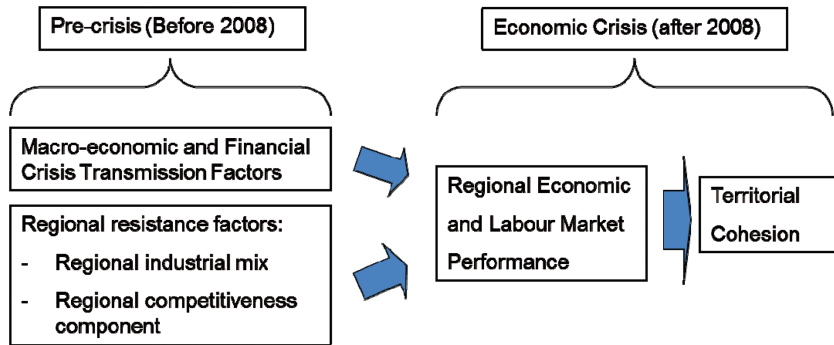 Pre-crisis (Before 2008)
Economic Crisis (after 2008)
Macro-economic and Financial
Crisis Transmission Factors
Regional resistance factors:
- Regional industrial mix
- Regional competitiveness
component
Regional Economic
and Labour Market
Performance
Territorial
Cohesion